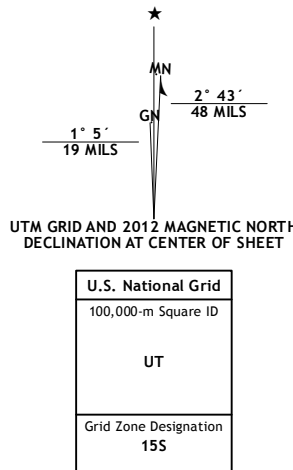 ★
MN
GN
2° 43´
48 MILS
1° 5´
19 MILS
UTM GRID AND 2012 MAGNETIC NORTH
DECLINATION AT CENTER OF SHEET
U.S. National Grid
100,000-m Square ID
UT
Grid Zone Designation
15S